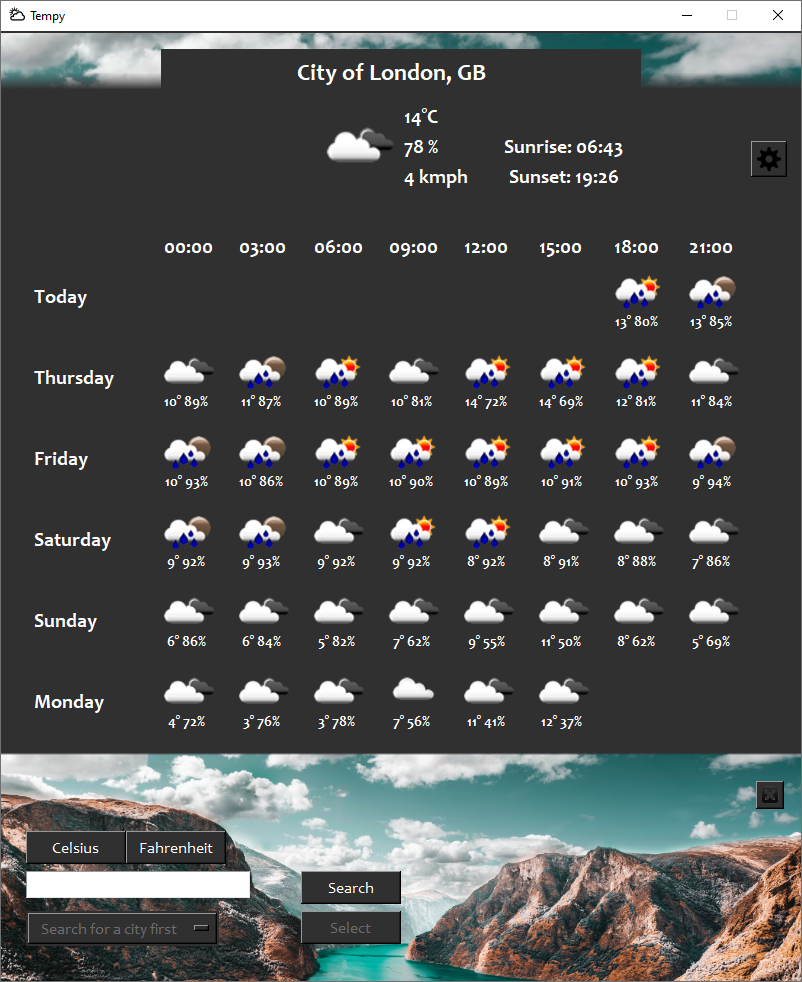 Tempy
City of London, GB
14°C
78 %
Sunrise: 06:43
4 kmph
Sunset: 19:26
00:00 03:00 06:00 09:00 12:00 15:00 18:00 21:00
Today
13° 80% 13° 85%
Thursday
10° 89% 11° 87% 10° 89% 10° 81% 14° 72% 14° 69% 12° 81% 11° 84%
Friday
10° 93% 10° 86% 10° 89% 10° 90% 10° 89% 10° 91% 10° 93% 9° 94%
Saturday
9° 92% 9° 93% 9° 92% 9° 92% 8° 92% 8° 91% 8° 88% 7° 86%
Sunday
6° 86% 6° 84% 5° 82% 7° 62% 9° 55% 11° 50% 8° 62% 5° 69%
Monday
4° 72% 3° 76% 3° 78% 7° 56% 11° 41% 12° 37%
Celsius Fahrenheit
Search
Search for a city first
Select